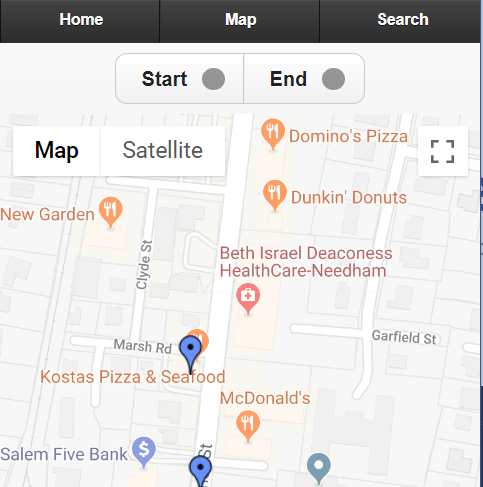 Home Map Search
Start End
Map Satellite
Domino's Pizza
Dunkin' Donuts
New Garden
Clyde St
Beth Israel Deaconess
HealthCare-Needham
Marsh Rd
Garfield St
Kostas Pizza & Seafood
McDonald's
Salem Five Bank
$
St